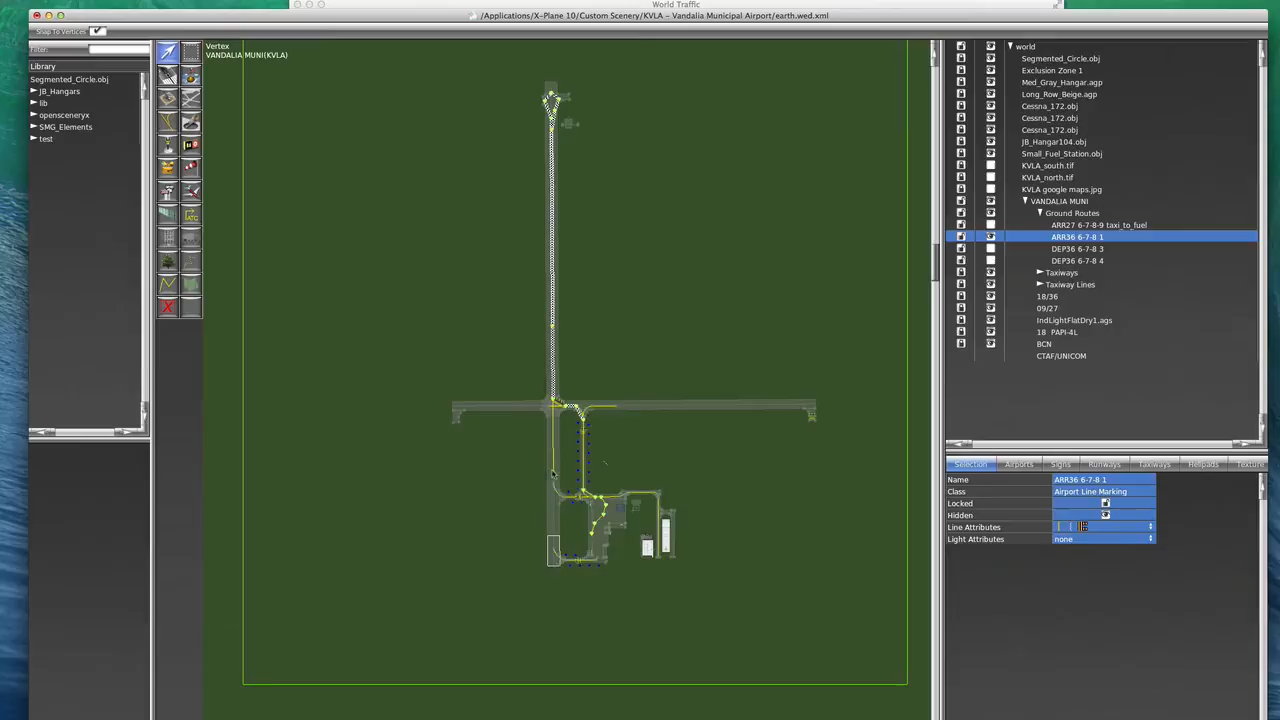 World Traffic
/Applications/X-Plane 10/Custom Scenery/KVLA - Vandalia Municipal Airport/earth.wed.xml
Snap To Vertices
Filter:
Library
Segmented_Circle.obj
JB_Hangars
lib
opensceneryx
SMG_Elements
test
Vertex
VANDALIA MUNI(KVLA)
ATC
world
Segmented_Circle.obj
Exclusion Zone 1
Med_Gray_Hangar.agp
Long_Row_Beige.agp
Cessna_172.obj
Cessna_172.obj
Cessna_172.obj
JB_Hangar104.obj
Small_Fuel_Station.obj
KVLA_south.tif
KVLA_north.tif
KVLA google maps.jpg
VANDALIA MUNI
Ground Routes
ARR27 6-7-8-9 taxi_to_fuel
ARR36 6-7-8 1
DEP36 6-7-8 3
DEP36 6-7-8 4
Taxiways
Taxiway Lines
18/36
09/27
IndLightFlatDry1.ags
18 PAPI-4L
BCN
CTAF/UNICOM
Selection Airports Signs Runways Taxiways Helipads Texture
Name ARR36 6-7-8 1
Class Airport Line Marking
Locked
Hidden
Line Attributes
Light Attributes none